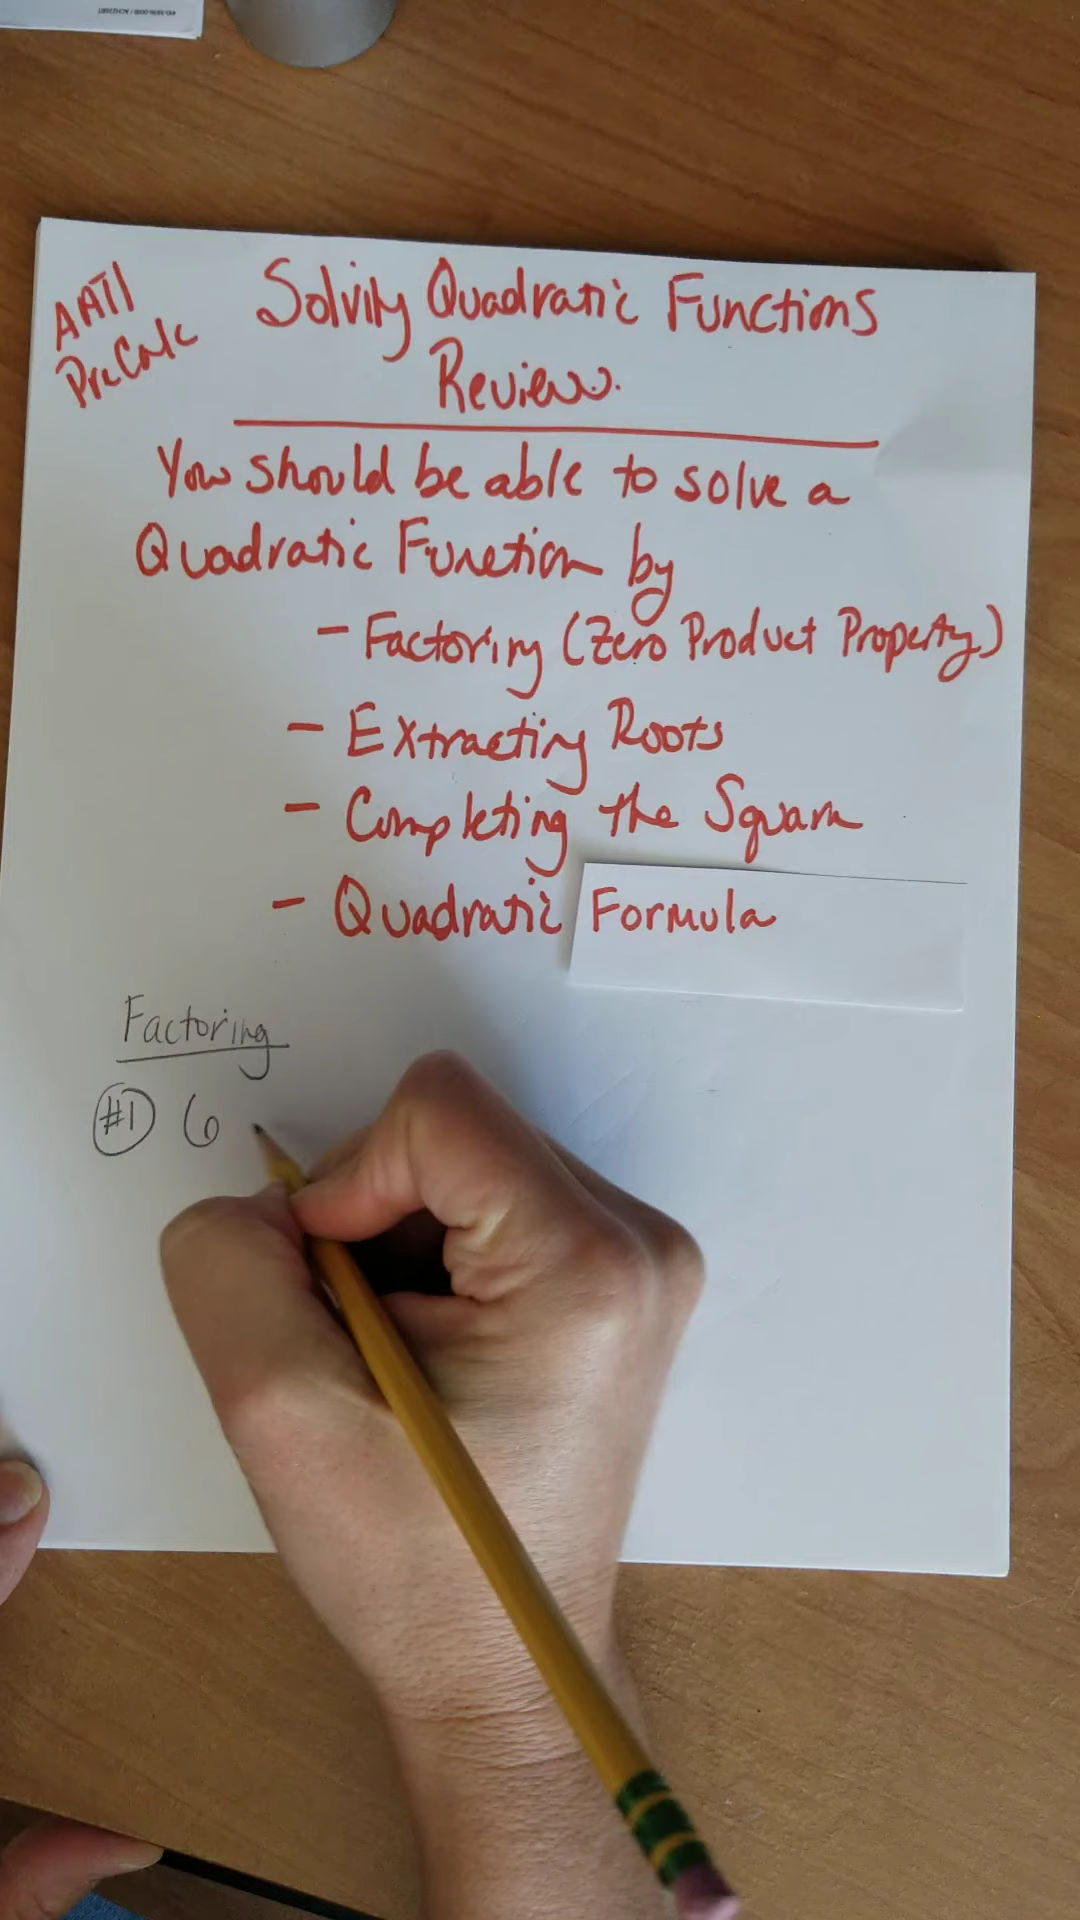 AAT1
PreCalc
Solving Quadratic Functions
Review.
You should be able to solve a
Quadratic Function by
- Factoring (Zero Product Property)
- Extracting Roots
- Completing the Square
- Quadratic Formula
Factoring
#1 6